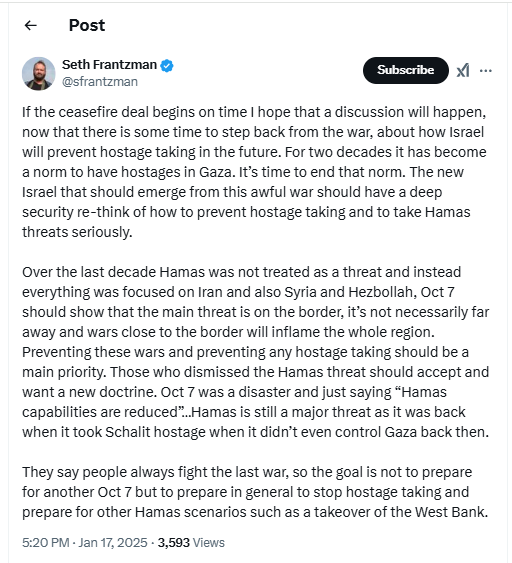 Post
Seth Frantzman
@sfrantzman
Subscribe
If the ceasefire deal begins on time I hope that a discussion will happen,
now that there is some time to step back from the war, about how Israel
will prevent hostage taking in the future. For two decades it has become
a norm to have hostages in Gaza. It’s time to end that norm. The new
Israel that should emerge from this awful war should have a deep
security re-think of how to prevent hostage taking and to take Hamas
threats seriously.
Over the last decade Hamas was not treated as a threat and instead
everything was focused on Iran and also Syria and Hezbollah, Oct 7
should show that the main threat is on the border, it’s not necessarily far
away and wars close to the border will inflame the whole region.
Preventing these wars and preventing any hostage taking should be a
main priority. Those who dismissed the Hamas threat should accept and
want a new doctrine. Oct 7 was a disaster and just saying “Hamas
capabilities are reduced”…Hamas is still a major threat as it was back
when it took Schalit hostage when it didn’t even control Gaza back then.
They say people always fight the last war, so the goal is not to prepare
for another Oct 7 but to prepare in general to stop hostage taking and
prepare for other Hamas scenarios such as a takeover of the West Bank.
5:20 PM · Jan 17, 2025 · 3,593 Views